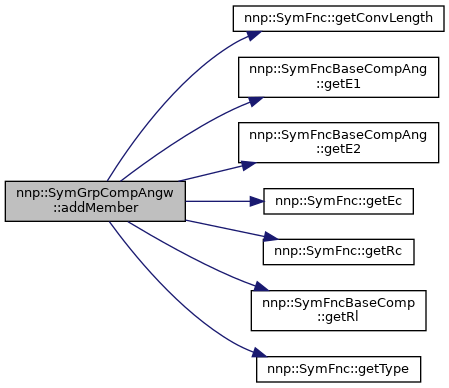 nnp::SymGrpCompAngw
::addMember
nnp::SymFnc::getConvLength
nnp::SymFncBaseCompAng
::getE1
nnp::SymFncBaseCompAng
::getE2
nnp::SymFnc::getEc
nnp::SymFnc::getRc
nnp::SymFncBaseComp
::getRl
nnp::SymFnc::getType